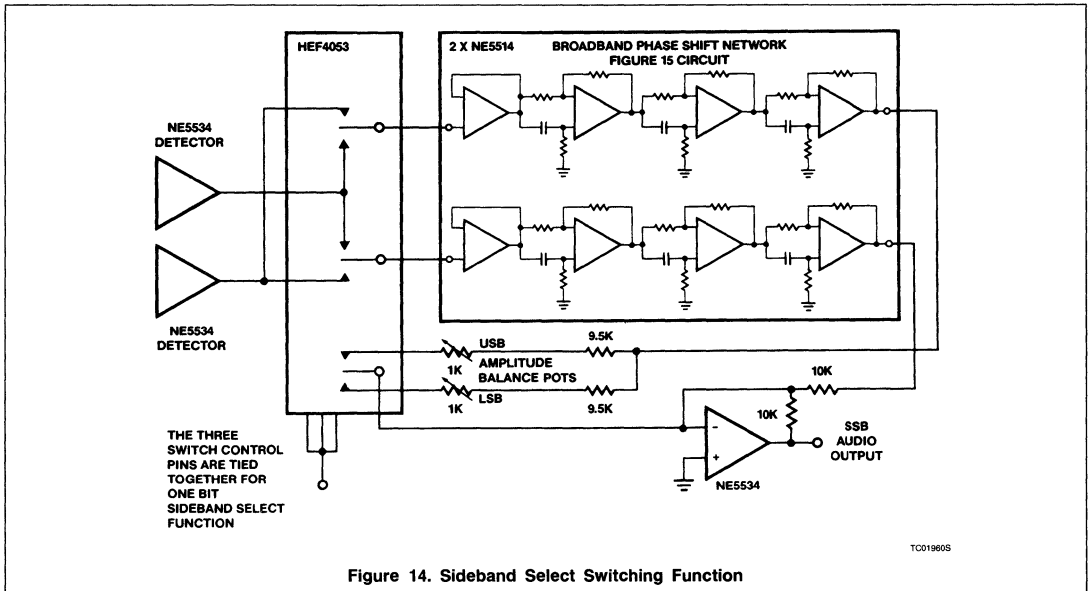 HEF4053
2 X NE5514
BROADBAND PHASE SHIFT NETWORK
FIGURE 15 CIRCUIT
NE5534
DETECTOR
NE5534
DETECTOR
USB
9.5K
1K
AMPLITUDE
BALANCE POTS
1K
LSB
9.5K
10K
10K
SSB
AUDIO
OUTPUT
-
+
NE5534
THE THREE
SWITCH CONTROL
PINS ARE TIED
TOGETHER FOR
ONE BIT
SIDEBAND SELECT
FUNCTION
TC01960S
Figure 14. Sideband Select Switching Function